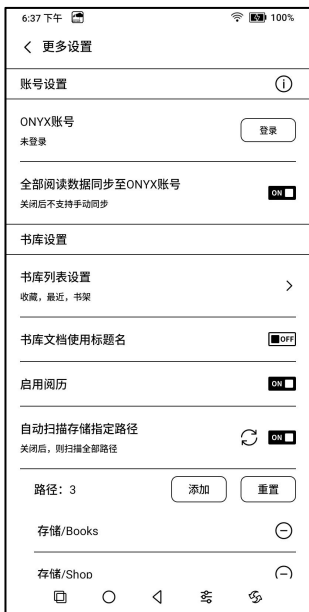 6:37 下午
100%
更多设置
账号设置
ONYX账号
未登录
登录
全部阅读数据同步至ONYX账号
关闭后不支持手动同步
ON
书库设置
书库列表设置
收藏，最近，书架
书库文档使用标题名
OFF
启用阅历
ON
自动扫描存储指定路径
关闭后，则扫描全部路径
ON
路径：3
添加
重置
存储/Books
存储/Shop